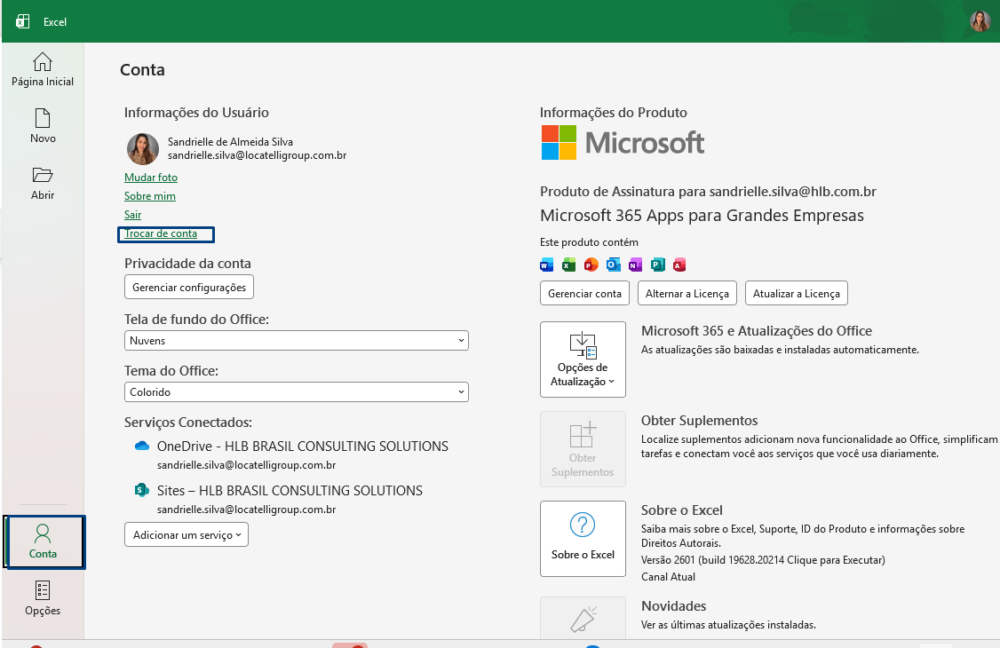 Excel
Página Inicial
Novo
Abrir
Conta
Opções
Conta
Informações do Usuário
Sandrielle de Almeida Silva
sandrielle.silva@locatelligroup.com.br
Mudar foto
Sobre mim
Sair
Trocar de conta
Privacidade da conta
Gerenciar configurações
Tela de fundo do Office:
Nuvens
Tema do Office:
Colorido
Serviços Conectados:
OneDrive - HLB BRASIL CONSULTING SOLUTIONS
sandrielle.silva@locatelligroup.com.br
Sites – HLB BRASIL CONSULTING SOLUTIONS
sandrielle.silva@locatelligroup.com.br
Adicionar um serviço
Informações do Produto
Microsoft
Produto de Assinatura para sandrielle.silva@hlb.com.br
Microsoft 365 Apps para Grandes Empresas
Este produto contém
Gerenciar conta
Alternar a Licença
Atualizar a Licença
Opções de
Atualização
Microsoft 365 e Atualizações do Office
As atualizações são baixadas e instaladas automaticamente.
Obter
Suplementos
Obter Suplementos
Localize suplementos adicionam nova funcionalidade ao Office, simplificam
tarefas e conectam você aos serviços que você usa diariamente.
Sobre o Excel
Sobre o Excel
Saiba mais sobre o Excel, Suporte, ID do Produto e informações sobre
Direitos Autorais.
Versão 2601 (build 19628.20214 Clique para Executar)
Canal Atual
Novidades
Ver as últimas atualizações instaladas.